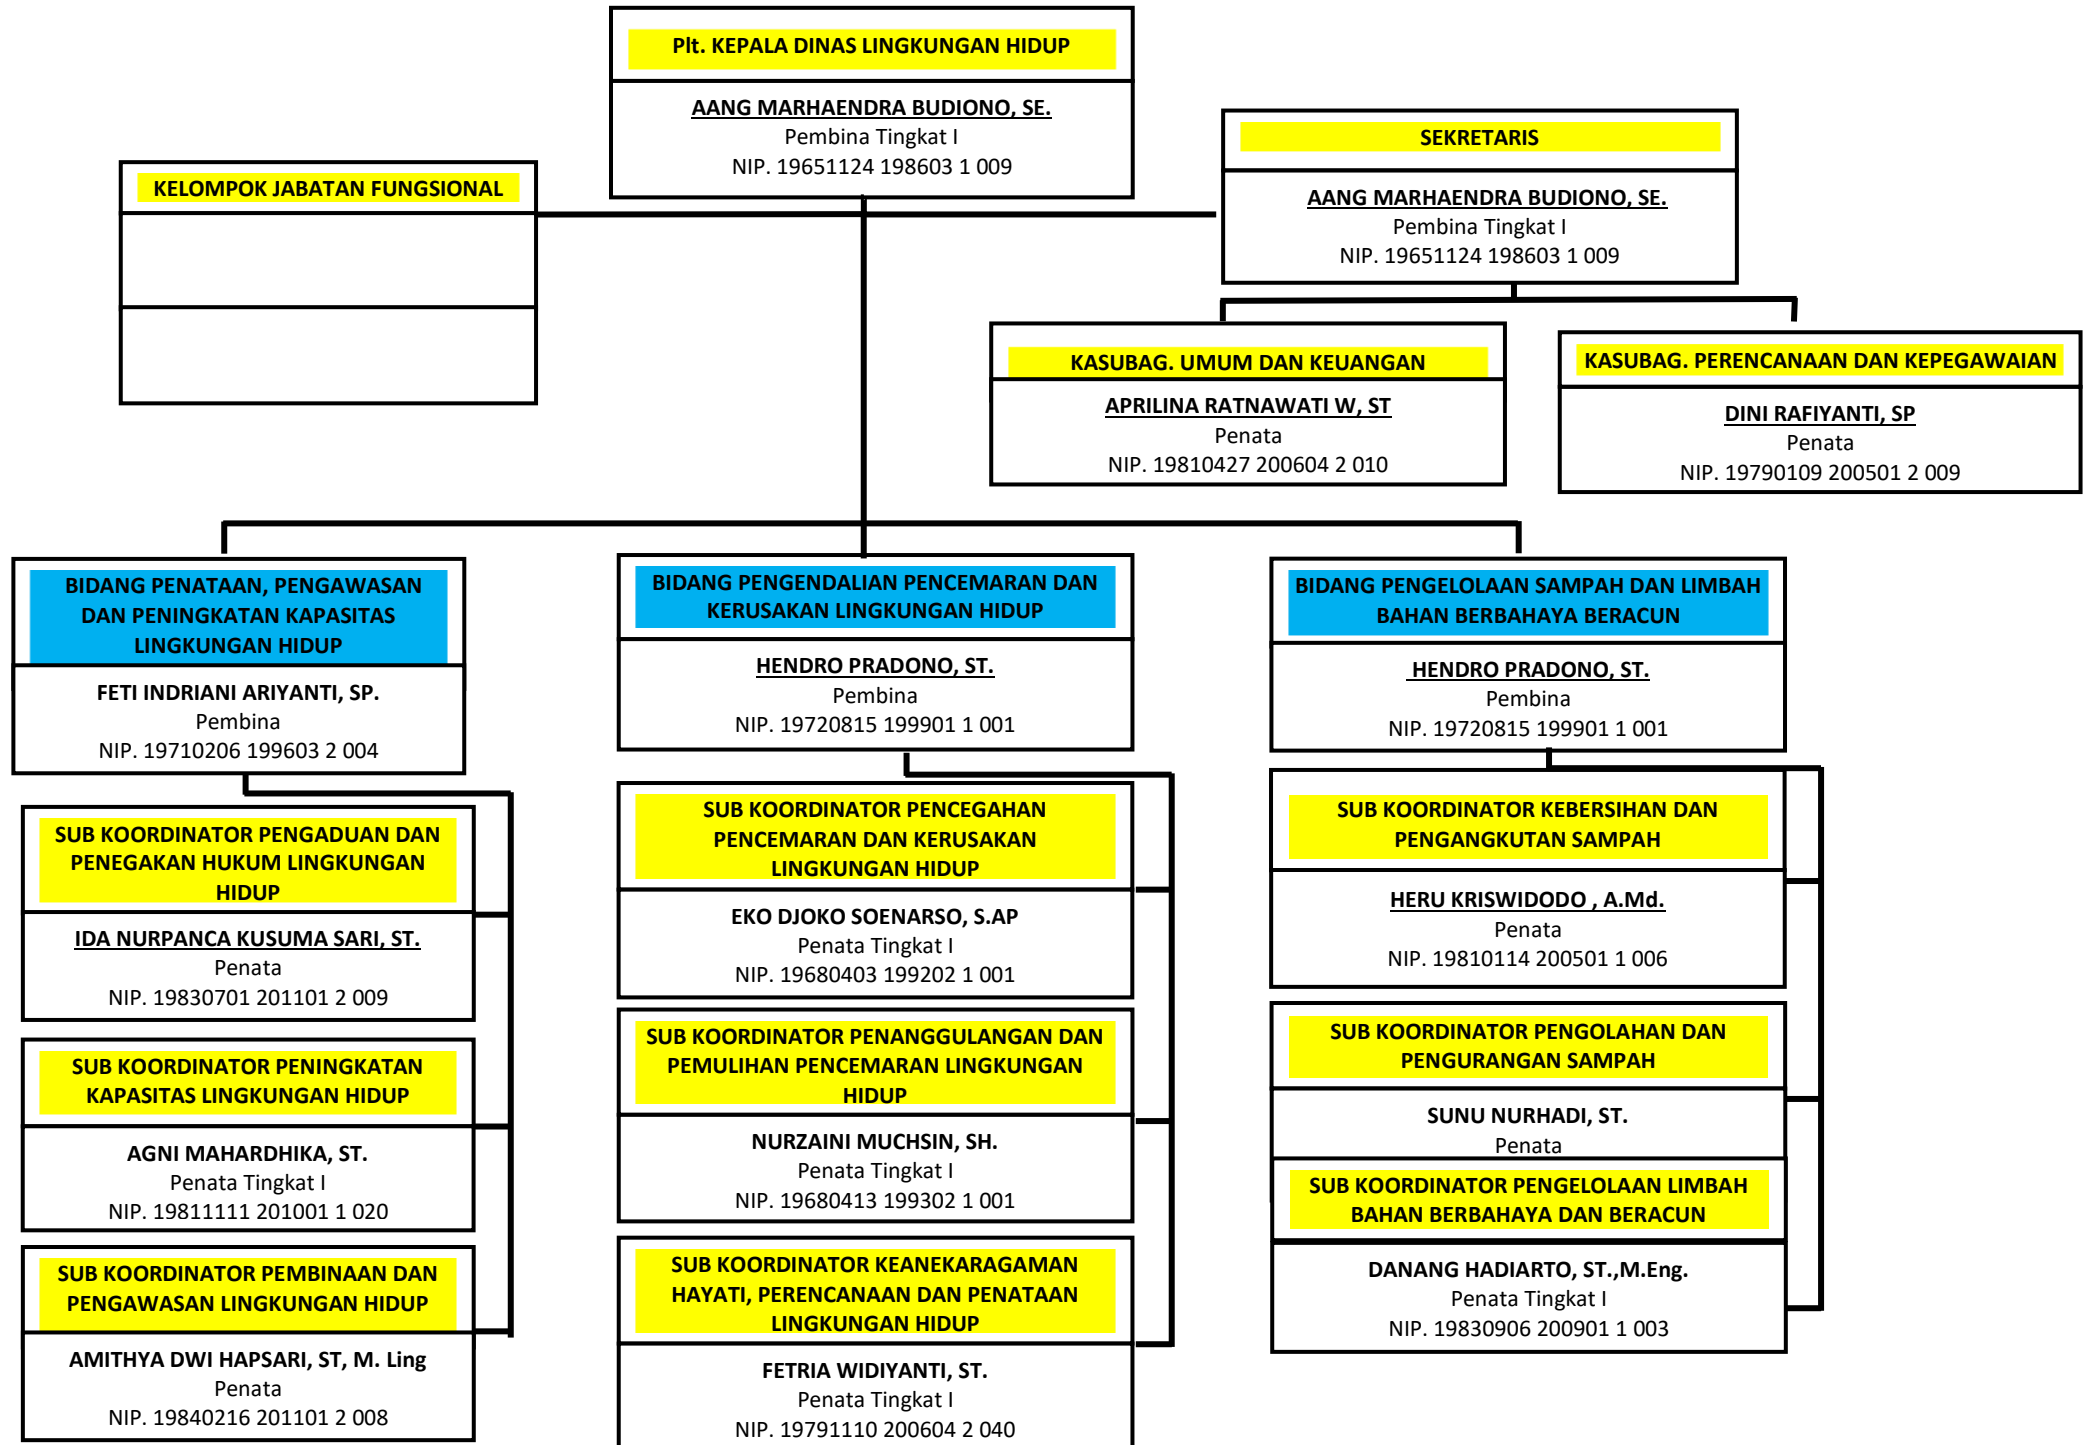 Plt. KEPALA DINAS LINGKUNGAN HIDUP
AANG MARHAENDRA BUDIONO, SE.
Pembina Tingkat I
NIP. 19651124 198603 1 009
SEKRETARIS
AANG MARHAENDRA BUDIONO, SE.
Pembina Tingkat I
NIP. 19651124 198603 1 009
KELOMPOK JABATAN FUNGSIONAL
KASUBAG. UMUM DAN KEUANGAN
APRILINA RATNAWATI W, ST
Penata
NIP. 19810427 200604 2 010
KASUBAG. PERENCANAAN DAN KEPEGAWAIAN
DINI RAFIYANTI, SP
Penata
NIP. 19790109 200501 2 009
BIDANG PENATAAN, PENGAWASAN
DAN PENINGKATAN KAPASITAS
LINGKUNGAN HIDUP
FETI INDRIANI ARIYANTI, SP.
Pembina
NIP. 19710206 199603 2 004
SUB KOORDINATOR PENGADUAN DAN
PENEGAKAN HUKUM LINGKUNGAN
HIDUP
IDA NURPANCA KUSUMA SARI, ST.
Penata
NIP. 19830701 201101 2 009
SUB KOORDINATOR PENINGKATAN
KAPASITAS LINGKUNGAN HIDUP
AGNI MAHARDHIKA, ST.
Penata Tingkat I
NIP. 19811111 201001 1 020
SUB KOORDINATOR PEMBINAAN DAN
PENGAWASAN LINGKUNGAN HIDUP
AMITHYA DWI HAPSARI, ST, M. Ling
Penata
NIP. 19840216 201101 2 008
BIDANG PENGENDALIAN PENCEMARAN DAN
KERUSAKAN LINGKUNGAN HIDUP
HENDRO PRADONO, ST.
Pembina
NIP. 19720815 199901 1 001
SUB KOORDINATOR PENCEGAHAN
PENCEMARAN DAN KERUSAKAN
LINGKUNGAN HIDUP
EKO DJOKO SOENARSO, S.AP
Penata Tingkat I
NIP. 19680403 199202 1 001
SUB KOORDINATOR PENANGGULANGAN DAN
PEMULIHAN PENCEMARAN LINGKUNGAN
HIDUP
NURZAINI MUCHSIN, SH.
Penata Tingkat I
NIP. 19680413 199302 1 001
SUB KOORDINATOR KEANEKARAGAMAN
HAYATI, PERENCANAAN DAN PENATAAN
LINGKUNGAN HIDUP
FETRIA WIDIYANTI, ST.
Penata Tingkat I
NIP. 19791110 200604 2 040
BIDANG PENGELOLAAN SAMPAH DAN LIMBAH
BAHAN BERBAHAYA BERACUN
HENDRO PRADONO, ST.
Pembina
NIP. 19720815 199901 1 001
SUB KOORDINATOR KEBERSIHAN DAN
PENGANGKUTAN SAMPAH
HERU KRISWIDODO , A.Md.
Penata
NIP. 19810114 200501 1 006
SUB KOORDINATOR PENGOLAHAN DAN
PENGURANGAN SAMPAH
SUNU NURHADI, ST.
Penata
SUB KOORDINATOR PENGELOLAAN LIMBAH
BAHAN BERBAHAYA DAN BERACUN
DANANG HADIARTO, ST.,M.Eng.
Penata Tingkat I
NIP. 19830906 200901 1 003